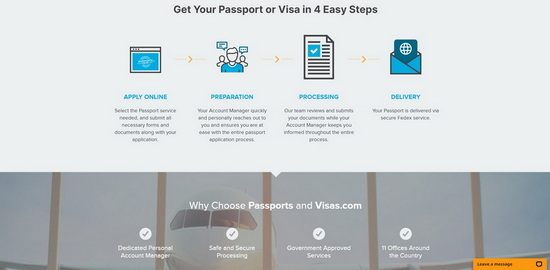 Get Your Passport or Visa in 4 Easy Steps
APPLY ONLINE
Select the Passport service
needed, and submit all
necessary forms and
documents along with your
application.
PREPARATION
Your Account Manager quickly
and personally reaches out to
you and ensures you are at
ease with the entire passport
application process.
PROCESSING
Our team reviews and submits
your documents while your
Account Manager keeps you
informed throughout the entire
process.
DELIVERY
Your Passport is delivered via
secure Fedex service.
Why Choose Passports and Visas.com
Dedicated Personal
Account Manager
Safe and Secure
Processing
Government Approved
Services
11 Offices Around
the Country
Leave a message